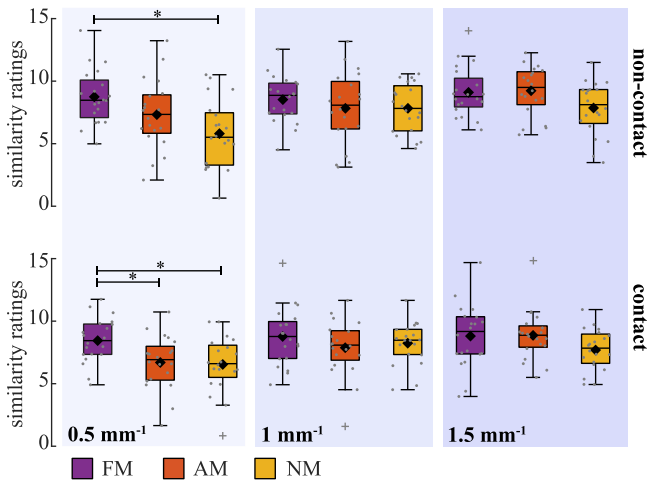 15
*
10
5
0
similarity ratings
non-contact
15
*
*
10
5
0
similarity ratings
contact
0.5 mm⁻¹
1 mm⁻¹
1.5 mm⁻¹
FM
AM
NM